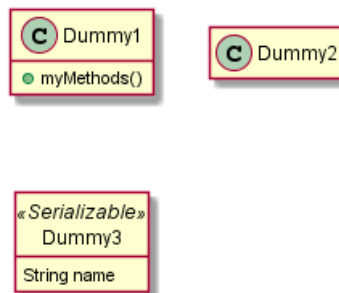 C Dummy1
myMethods()
C Dummy2
«Serializable»
Dummy3
String name